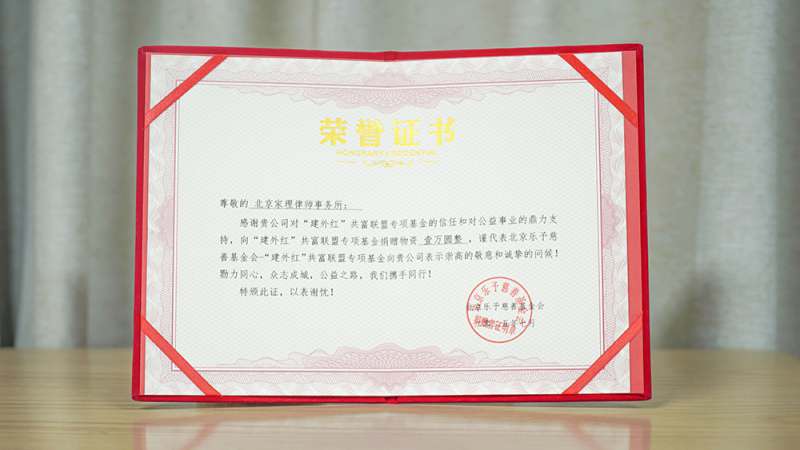 荣誉证书
HONORARY CREDENTIAL
尊敬的 北京家理律师事务所：
感谢贵公司对“建外红”共富联盟专项基金的信任和对公益事业的鼎力支
持，向“建外红”共富联盟专项基金捐赠物资 壹万圆整 ，谨代表北京乐予慈
善基金会“建外红”共富联盟专项基金向贵公司表示崇高的敬意和诚挚的问候！
勠力同心，众志成城，公益之路，我们携手同行！
特颁此证，以表谢忱！
北京乐予慈善基金会